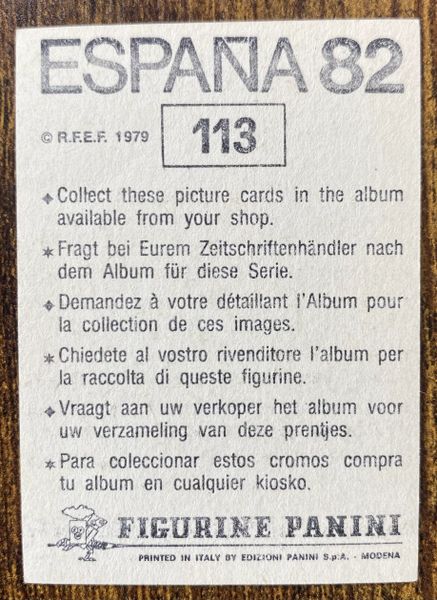 ESPAÑA 82
© R.F.E.F. 1979
113
✦ Collect these picture cards in the album
available from your shop.
✶ Fragt bei Eurem Zeitschriftenhändler nach
dem Album für diese Serie.
✦ Demandez à votre détaillant l'Album pour
la collection de ces images.
✶ Chiedete al vostro rivenditore l'album per
la raccolta di queste figurine.
✦ Vraagt aan uw verkoper het album voor
uw verzameling van deze prentjes.
✶ Para coleccionar estos cromos compra
tu album en cualquier kiosko.
FIGURINE PANINI
PRINTED IN ITALY BY EDIZIONI PANINI S.p.A. - MODENA